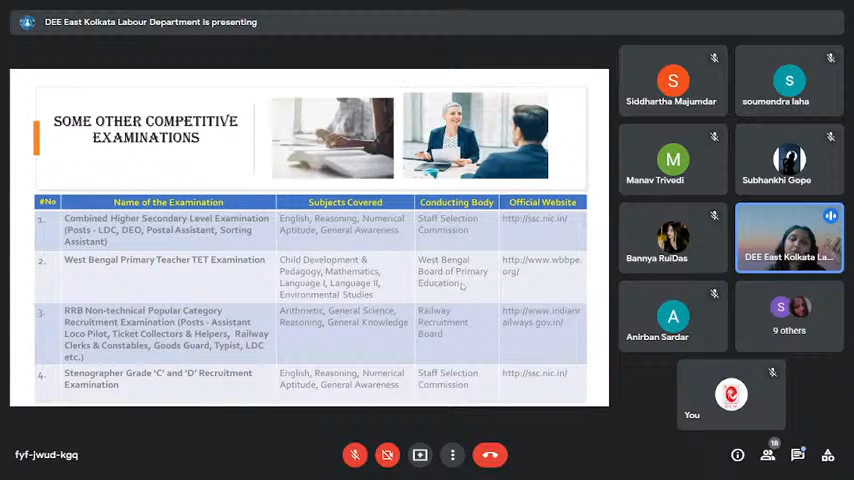 DEE East Kolkata Labour Department is presenting
SOME OTHER COMPETITIVE
EXAMINATIONS
#No Name of the Examination Subjects Covered Conducting Body Official Website
1. Combined Higher Secondary Level Examination (Posts - LDC, DEO, Postal Assistant, Sorting Assistant) English, Reasoning, Numerical Aptitude, General Awareness Staff Selection Commission http://ssc.nic.in/
2. West Bengal Primary Teacher TET Examination Child Development & Pedagogy, Mathematics, Language I, Language II, Environmental Studies West Bengal Board of Primary Education http://www.wbbpe.org/
3. RRB Non-technical Popular Category Recruitment Examination (Posts - Assistant Loco Pilot, Ticket Collectors & Helpers, Railway Clerks & Constables, Goods Guard, Typist, LDC etc.) Arithmetic, General Science, Reasoning, General Knowledge Railway Recruitment Board http://www.indianrailways.gov.in/
4. Stenographer Grade 'C' and 'D' Recruitment Examination English, Reasoning, Numerical Aptitude, General Awareness Staff Selection Commission http://ssc.nic.in/
S
Siddhartha Majumdar
s
soumendra laha
M
Manav Trivedi
Subhankhi Gope
Bannya RuiDas
DEE East Kolkata La...
A
Anirban Sardar
S
9 others
You
fyf-jwud-kgq
18